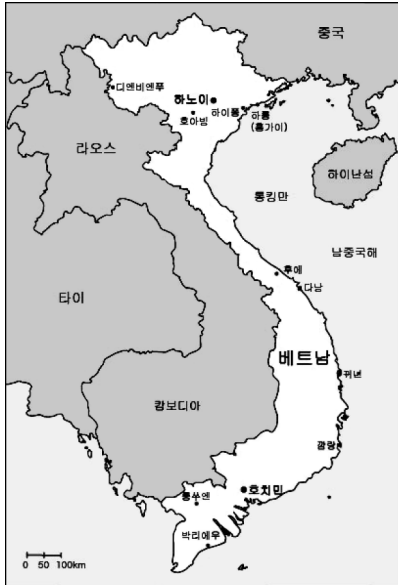 중국
디엔비엔푸
하노이
호아빙
하이퐁
하롱
(홍가이)
라오스
하이난섬
통킹만
남중국해
후에
다낭
타이
베트남
퀴년
캄보디아
깜랑
롱쑤엔
호치민
박리에우
0 50 100km